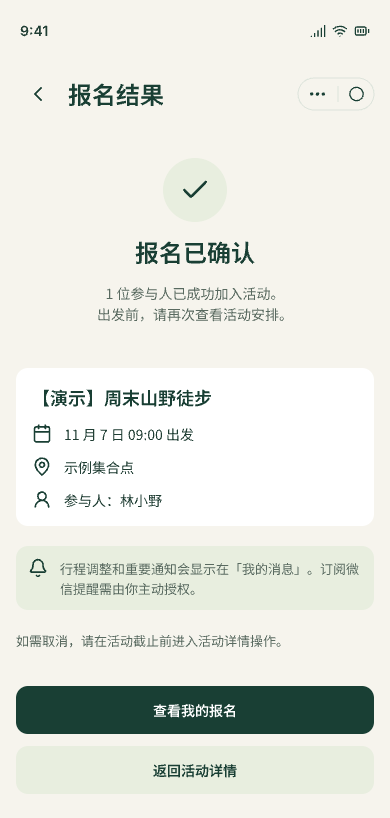 9:41
报名结果
报名已确认
1 位参与人已成功加入活动。
出发前，请再次查看活动安排。
【演示】周末山野徒步
11 月 7 日 09:00 出发
示例集合点
参与人：林小野
行程调整和重要通知会显示在「我的消息」。订阅微
信提醒需由你主动授权。
如需取消，请在活动截止前进入活动详情操作。
查看我的报名
返回活动详情